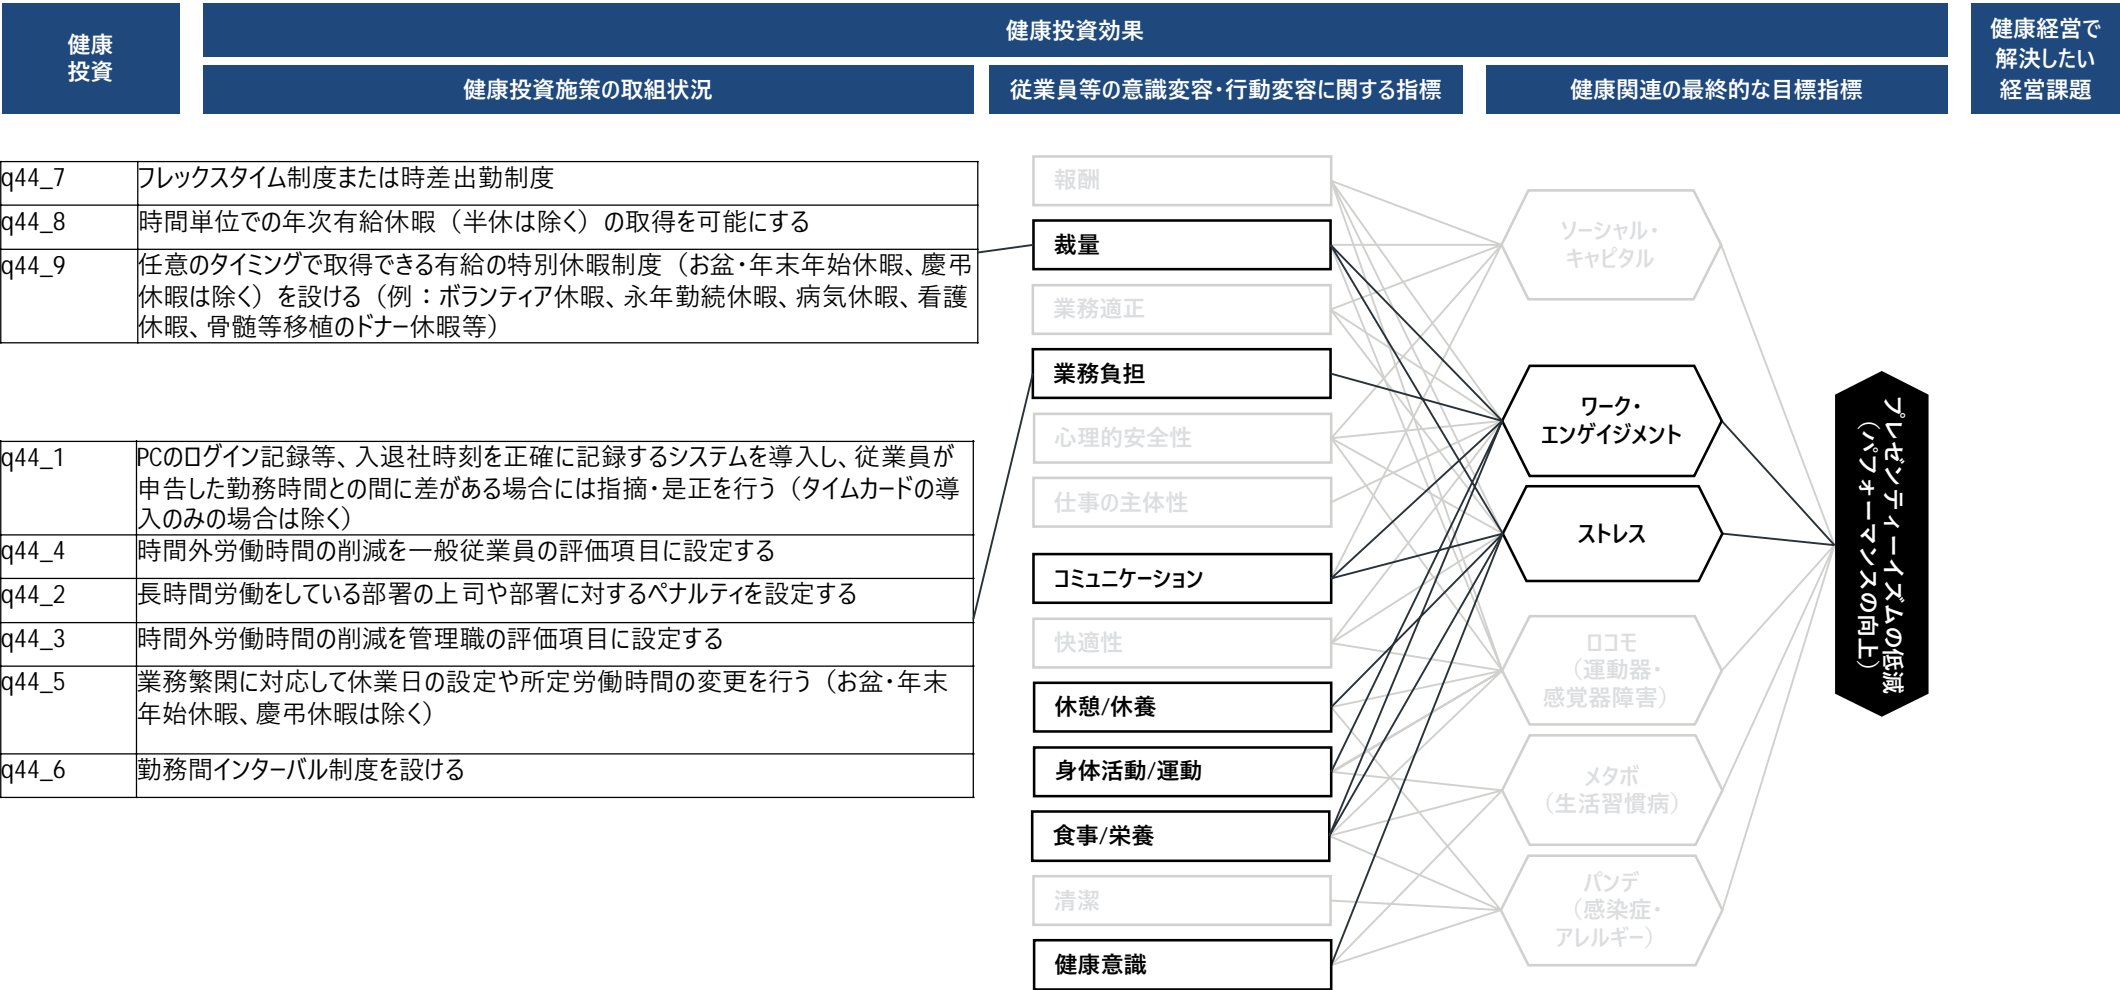 健康
投資
健康投資効果
健康投資施策の取組状況
従業員等の意識変容・行動変容に関する指標
健康関連の最終的な目標指標
健康経営で
解決したい
経営課題
q44_7
フレックスタイム制度または時差出勤制度
q44_8
時間単位での年次有給休暇（半休は除く）の取得を可能にする
q44_9
任意のタイミングで取得できる有給の特別休暇制度（お盆・年末年始休暇、慶弔
休暇は除く）を設ける（例：ボランティア休暇、永年勤続休暇、病気休暇、看護
休暇、骨髄等移植のドナー休暇等）
q44_1
PCのログイン記録等、入退社時刻を正確に記録するシステムを導入し、従業員が
申告した勤務時間との間に差がある場合には指摘・是正を行う（タイムカードの導
入のみの場合は除く）
q44_4
時間外労働時間の削減を一般従業員の評価項目に設定する
q44_2
長時間労働をしている部署の上司や部署に対するペナルティを設定する
q44_3
時間外労働時間の削減を管理職の評価項目に設定する
q44_5
業務繁閑に対応して休業日の設定や所定労働時間の変更を行う（お盆・年末
年始休暇、慶弔休暇は除く）
q44_6
勤務間インターバル制度を設ける
報酬
裁量
業務適正
業務負担
心理的安全性
仕事の主体性
コミュニケーション
快適性
休憩/休養
身体活動/運動
食事/栄養
清潔
健康意識
ソーシャル・
キャピタル
ワーク・
エンゲイジメント
ストレス
ロコモ
（運動器・
感覚器障害）
メタボ
（生活習慣病）
パンデ
（感染症・
アレルギー）
プレゼンティーイズムの低減
（パフォーマンスの向上）